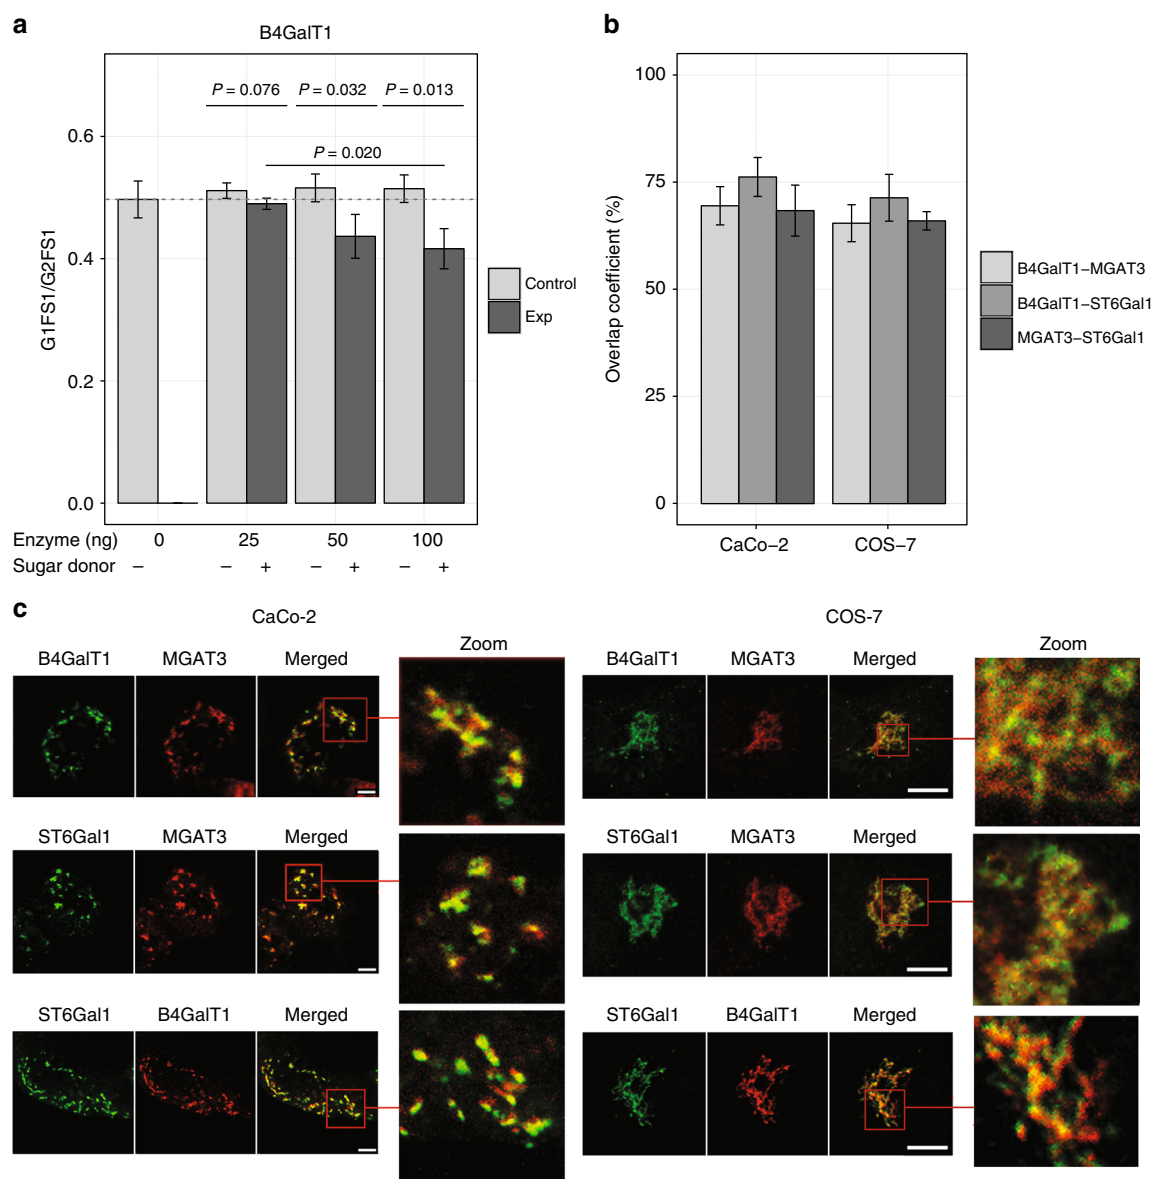 a
B4GalT1
P = 0.076
P = 0.032
P = 0.013
P = 0.020
0.6
0.4
0.2
0.0
G1FS1/G2FS1
Control
Exp
Enzyme (ng) 0 25 50 100
Sugar donor – – + – + – +
b
100
75
50
25
0
Overlap coefficient (%)
CaCo–2 COS–7
B4GalT1–MGAT3
B4GalT1–ST6Gal1
MGAT3–ST6Gal1
c
CaCo-2
B4GalT1 MGAT3 Merged Zoom
ST6Gal1 MGAT3 Merged
ST6Gal1 B4GalT1 Merged
COS-7
B4GalT1 MGAT3 Merged Zoom
ST6Gal1 MGAT3 Merged
ST6Gal1 B4GalT1 Merged